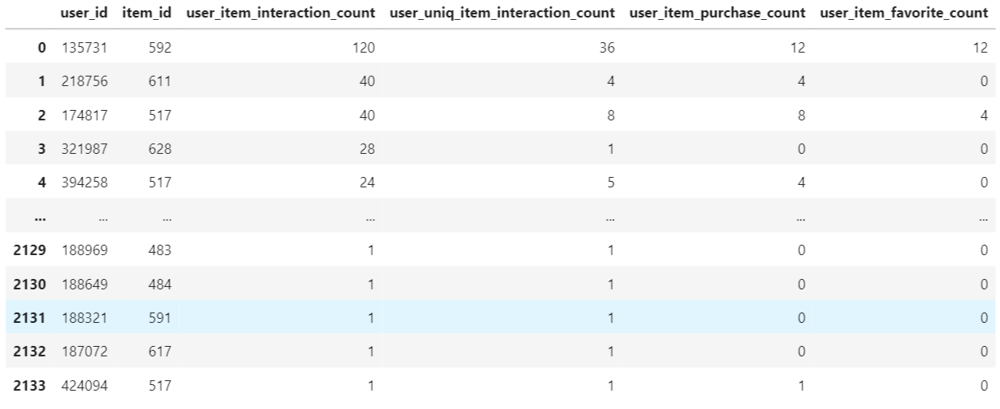 user_id item_id user_item_interaction_count user_uniq_item_interaction_count user_item_purchase_count user_item_favorite_count
0 135731 592 120 36 12 12
1 218756 611 40 4 4 0
2 174817 517 40 8 8 4
3 321987 628 28 1 0 0
4 394258 517 24 5 4 0
... ... ... ... ... ... ...
2129 188969 483 1 1 0 0
2130 188649 484 1 1 0 0
2131 188321 591 1 1 0 0
2132 187072 617 1 1 0 0
2133 424094 517 1 1 1 0